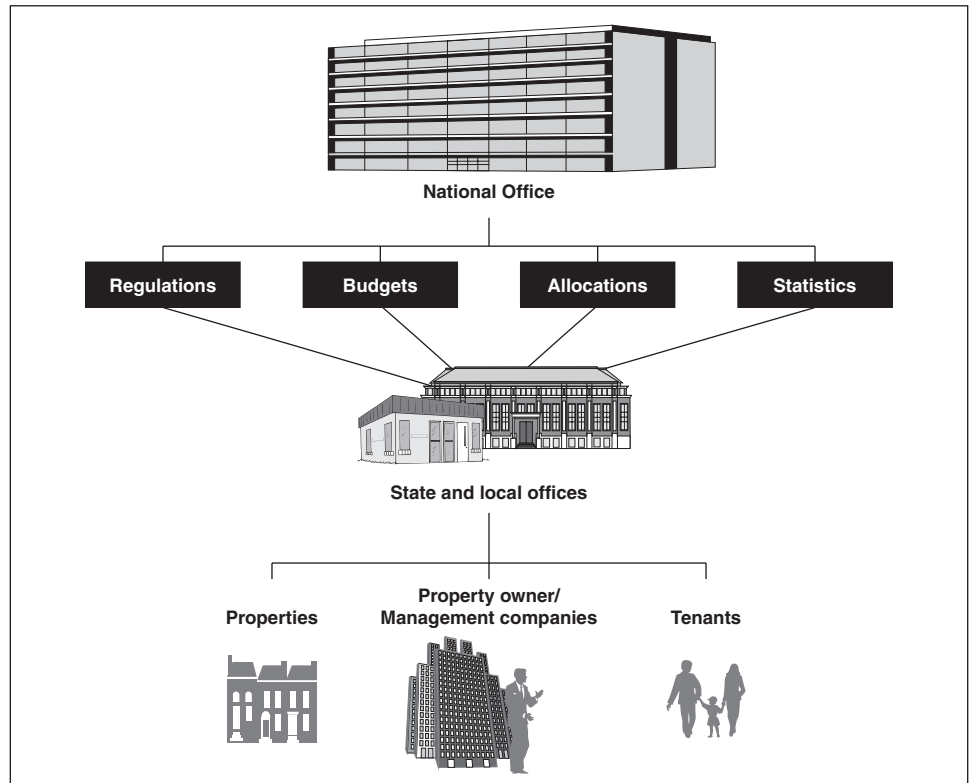 National Office
Regulations
Budgets
Allocations
Statistics
State and local offices
Properties
Property owner/
Management companies
Tenants